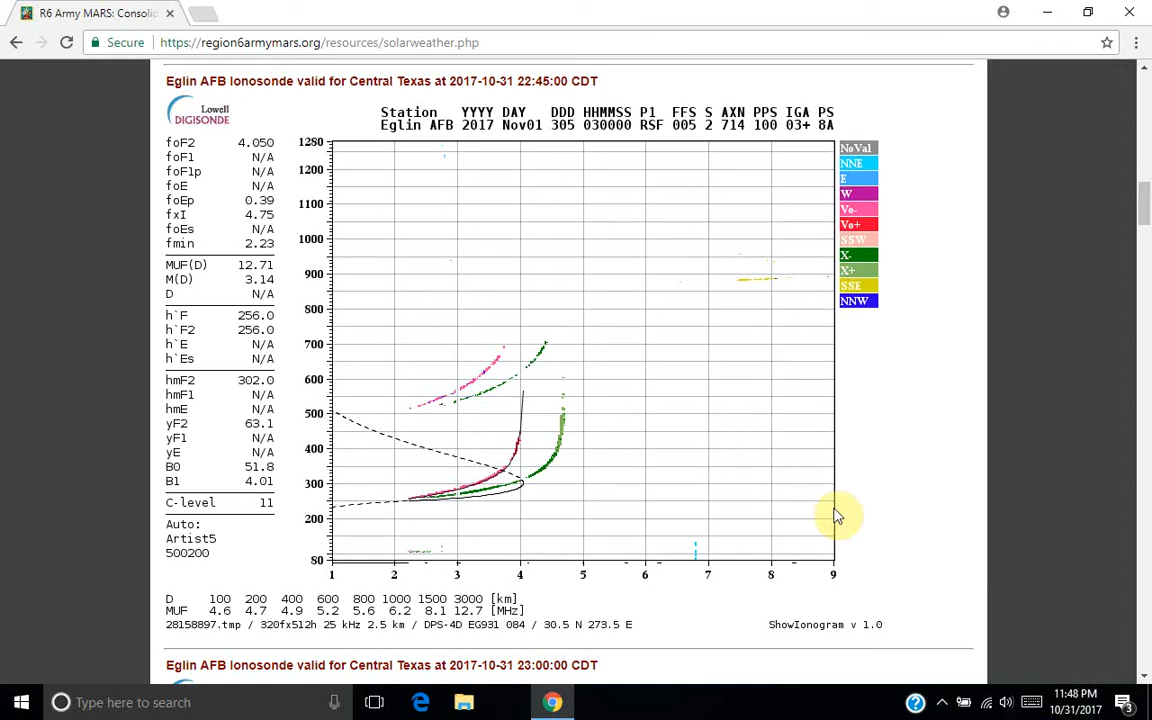 R6 Army MARS: Consolid
Secure https://region6armymars.org/resources/solarweather.php
Eglin AFB Ionosonde valid for Central Texas at 2017-10-31 22:45:00 CDT
Lowell
DIGISONDE
Station YYYY DAY DDD HHMMSS P1 FFS S AXN PPS IGA PS
Eglin AFB 2017 Nov01 305 030000 RSF 005 2 714 100 03+ 8A
foF2 4.050
foF1 N/A
foF1p N/A
foE N/A
foEp 0.39
fxI 4.75
foEs N/A
fmin 2.23
MUF(D) 12.71
M(D) 3.14
D N/A
h`F 256.0
h`F2 256.0
h`E N/A
h`Es N/A
hmF2 302.0
hmF1 N/A
hmE N/A
yF2 63.1
yF1 N/A
yE N/A
B0 51.8
B1 4.01
C-level 11
Auto:
Artist5
500200
1280
1200
1100
1000
900
800
700
600
500
400
300
200
80
1 2 3 4 5 6 7 8 9
NoVal
NNE
E
W
Vo-
Vo+
SSW
X-
X+
SSE
NNW
D 100 200 400 600 800 1000 1500 3000 [km]
MUF 4.6 4.7 4.9 5.2 5.6 6.2 8.1 12.7 [MHz]
28158897.tmp / 320fx512h 25 kHz 2.5 km / DPS-4D EG931 084 / 30.5 N 273.5 E
ShowIonogram v 1.0
Eglin AFB Ionosonde valid for Central Texas at 2017-10-31 23:00:00 CDT
Type here to search
11:48 PM
10/31/2017
3